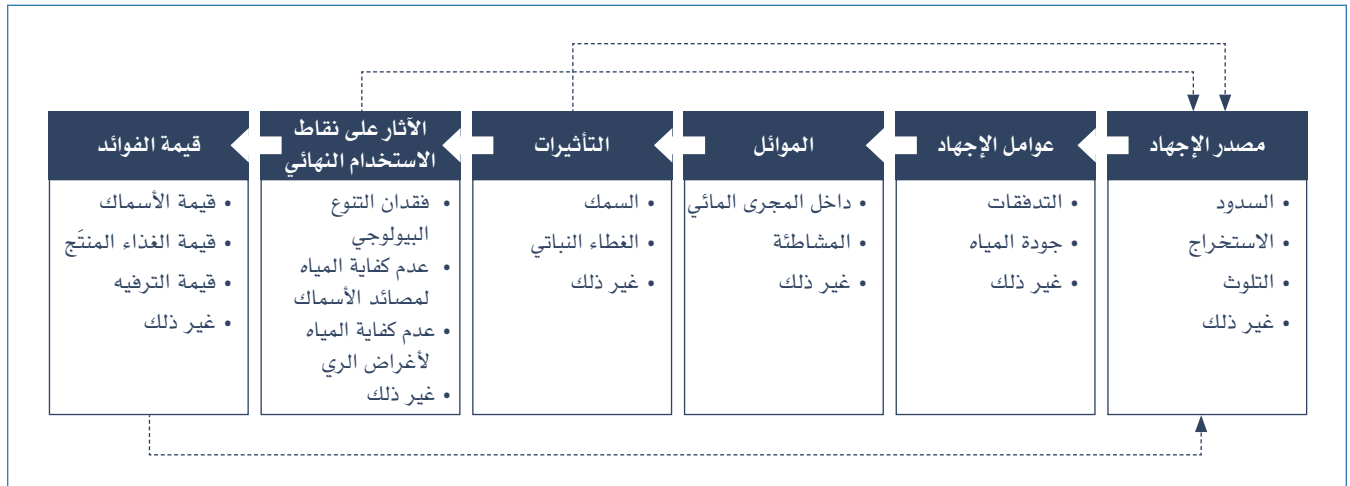 مصدر الإجهاد
• السدود
• الاستخراج
• التلوث
• غير ذلك
عوامل الإجهاد
• التدفقات
• جودة المياه
• غير ذلك
الموائل
• داخل المجرى المائي
• المشاطئة
• غير ذلك
التأثيرات
• السمك
• الغطاء النباتي
• غير ذلك
الآثار على نقاط
الاستخدام النهائي
• فقدان التنوع
البيولوجي
• عدم كفاية المياه
لمصائد الأسماك
• عدم كفاية المياه
لأغراض الري
• غير ذلك
قيمة الفوائد
• قيمة الأسماك
• قيمة الغذاء المنتَج
• قيمة الترفيه
• غير ذلك